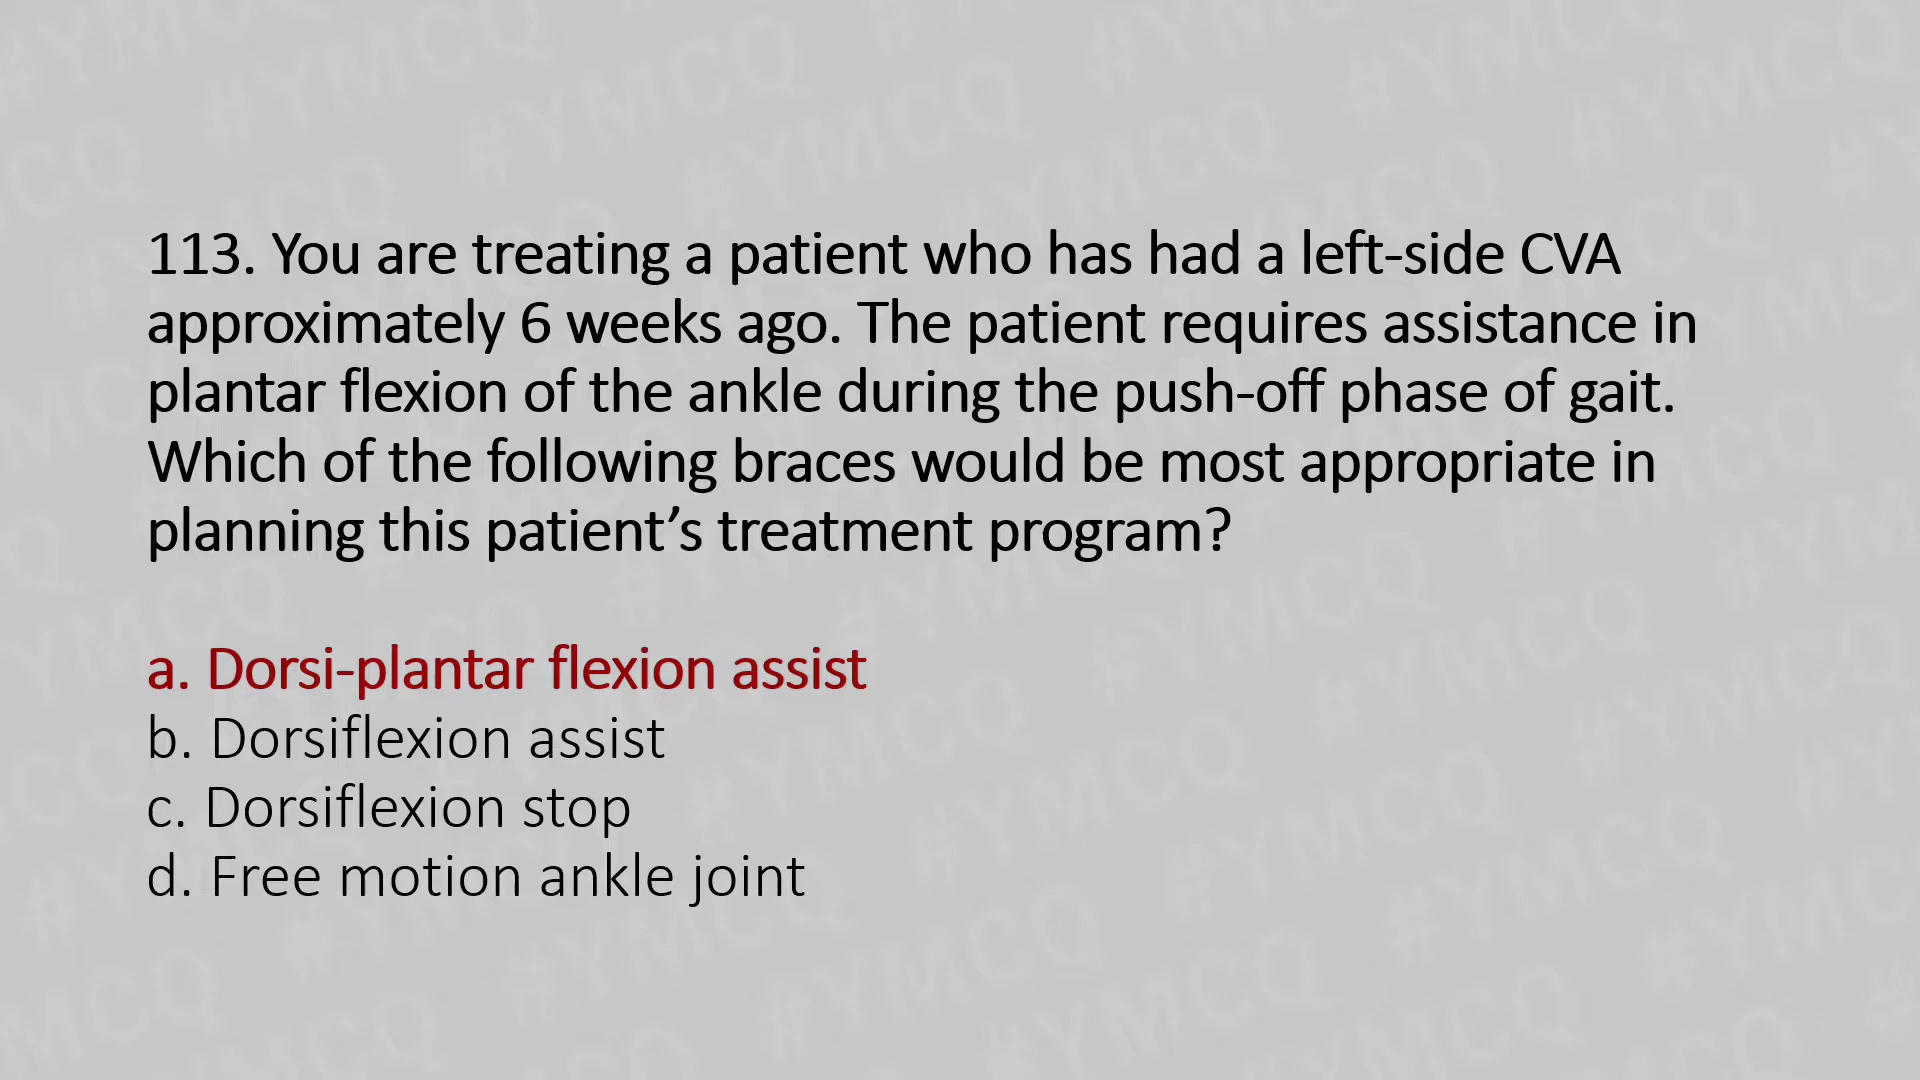 113. You are treating a patient who has had a left-side CVA
approximately 6 weeks ago. The patient requires assistance in
plantar flexion of the ankle during the push-off phase of gait.
Which of the following braces would be most appropriate in
planning this patient’s treatment program?
a. Dorsi-plantar flexion assist
b. Dorsiflexion assist
c. Dorsiflexion stop
d. Free motion ankle joint
#YMCQ